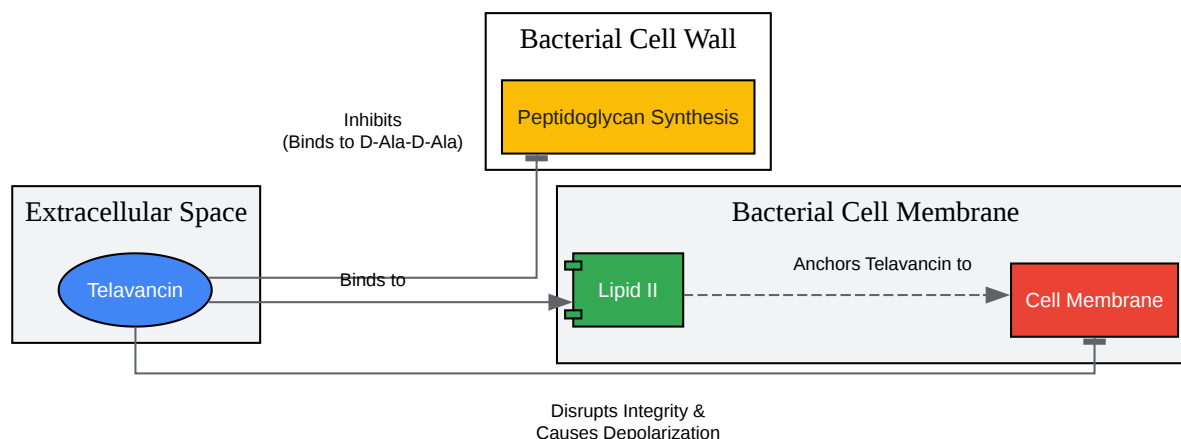 Bacterial Cell Wall
Peptidoglycan Synthesis
Inhibits
(Binds to D-Ala-D-Ala)
Extracellular Space
Telavancin
Binds to
Bacterial Cell Membrane
Lipid II
Anchors Telavancin to
Cell Membrane
Disrupts Integrity &
Causes Depolarization